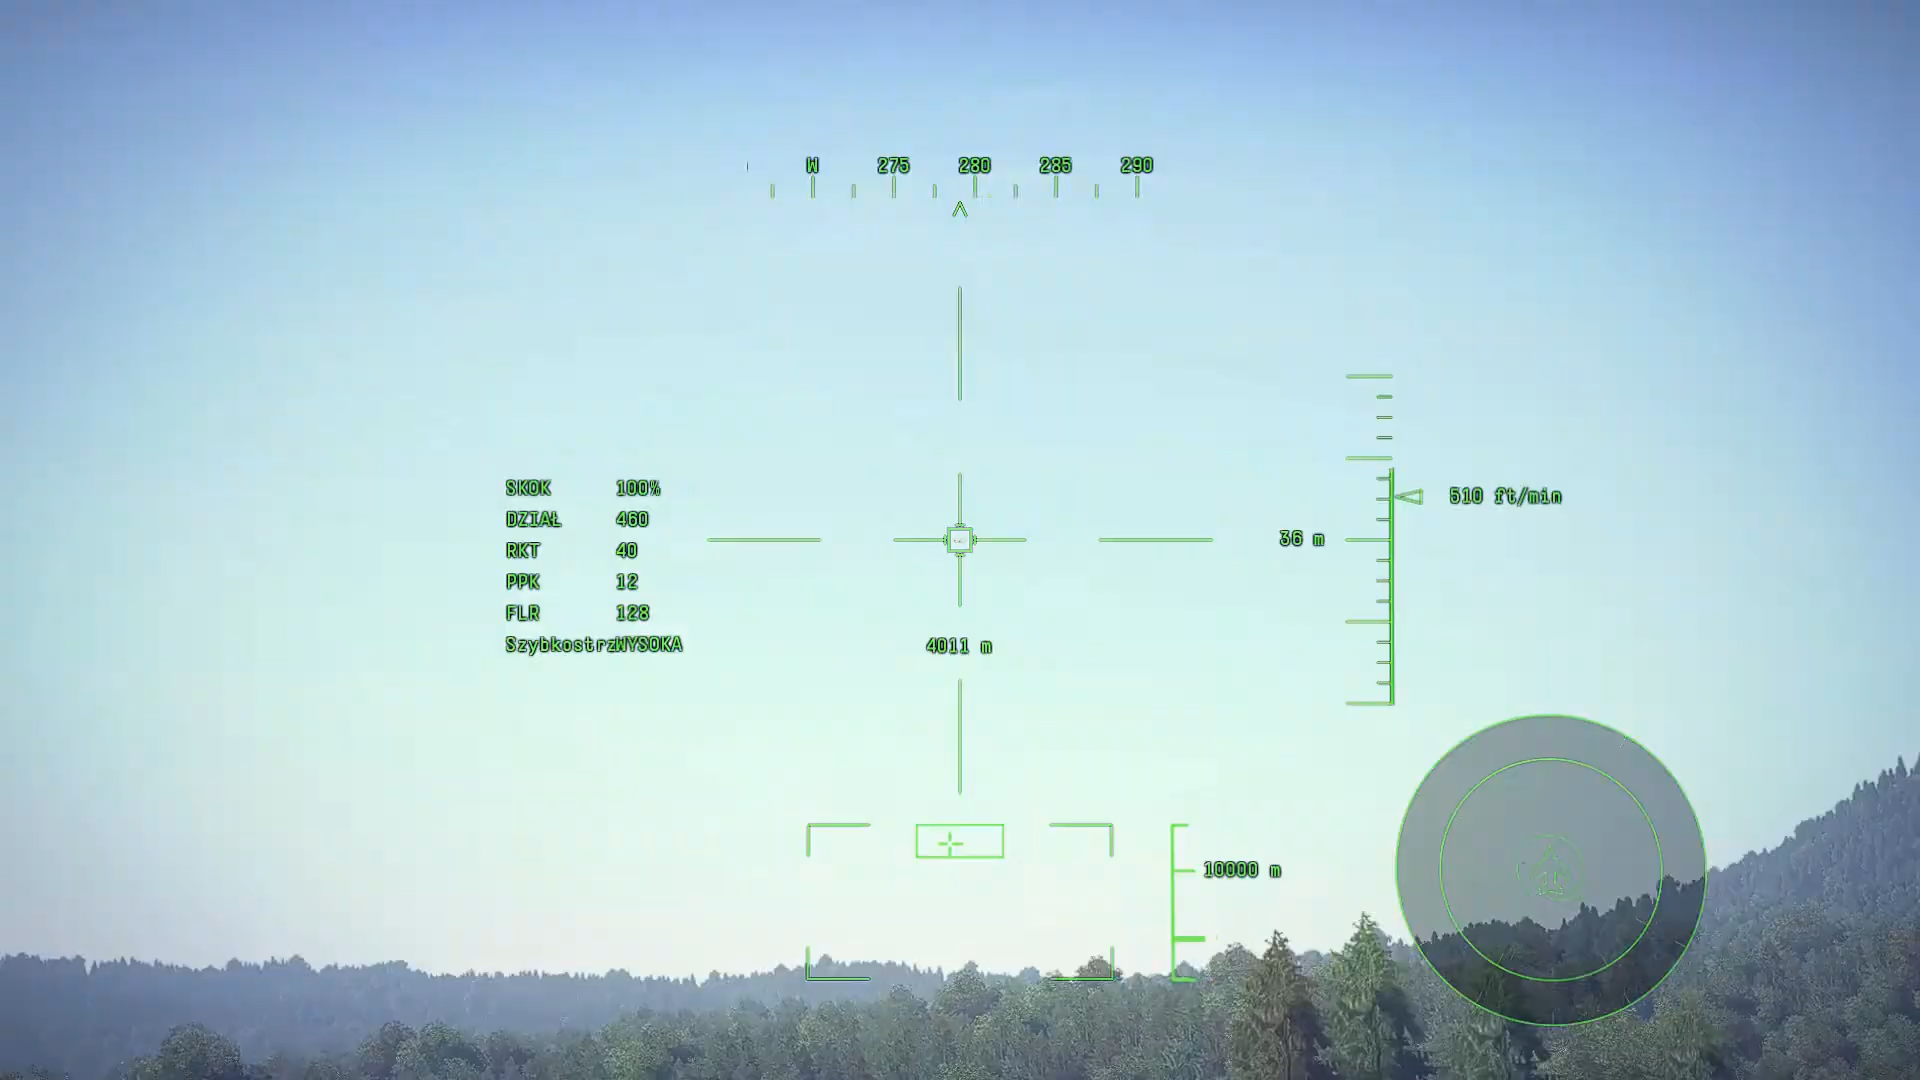 W 275 280 285 290
SKOK 100%
DZIAŁ 460
RKT 40
PPK 12
FLR 128
SzybkostrzWYSOKA
510 ft/min
36 m
4011 m
10000 m